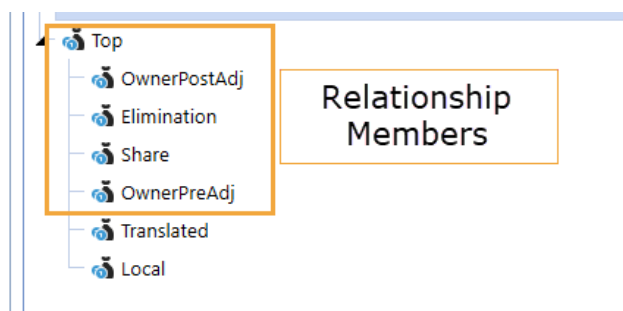 Top
OwnerPostAdj
Elimination
Share
OwnerPreAdj
Translated
Local
Relationship
Members